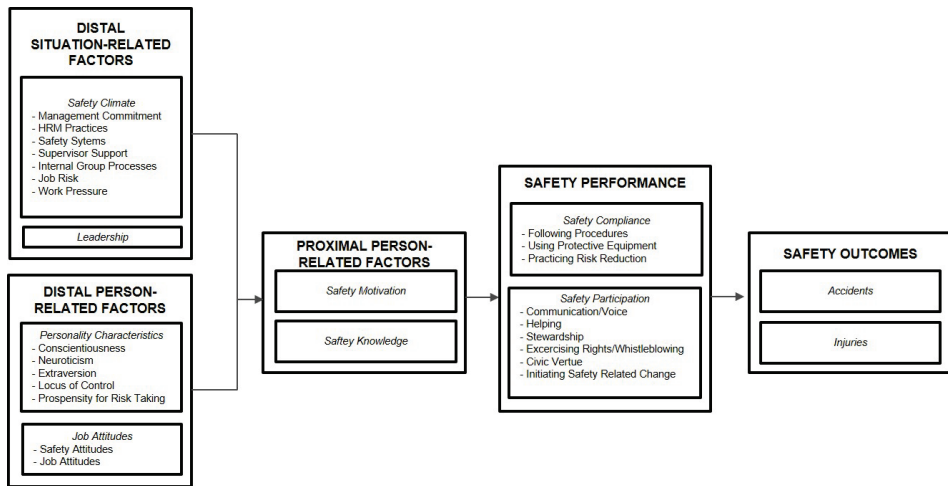 DISTAL
SITUATION-RELATED
FACTORS
Safety Climate
- Management Commitment
- HRM Practices
- Safety Sytems
- Supervisor Support
- Internal Group Processes
- Job Risk
- Work Pressure
Leadership
DISTAL PERSON-
RELATED FACTORS
Personality Characteristics
- Conscientiousness
- Neuroticism
- Extraversion
- Locus of Control
- Prospensity for Risk Taking
Job Attitudes
- Safety Attitudes
- Job Attitudes
PROXIMAL PERSON-
RELATED FACTORS
Safety Motivation
Saftey Knowledge
SAFETY PERFORMANCE
Safety Compliance
- Following Procedures
- Using Protective Equipment
- Practicing Risk Reduction
Safety Participation
- Communication/Voice
- Helping
- Stewardship
- Excercising Rights/Whistleblowing
- Civic Vertue
- Initiating Safety Related Change
SAFETY OUTCOMES
Accidents
Injuries